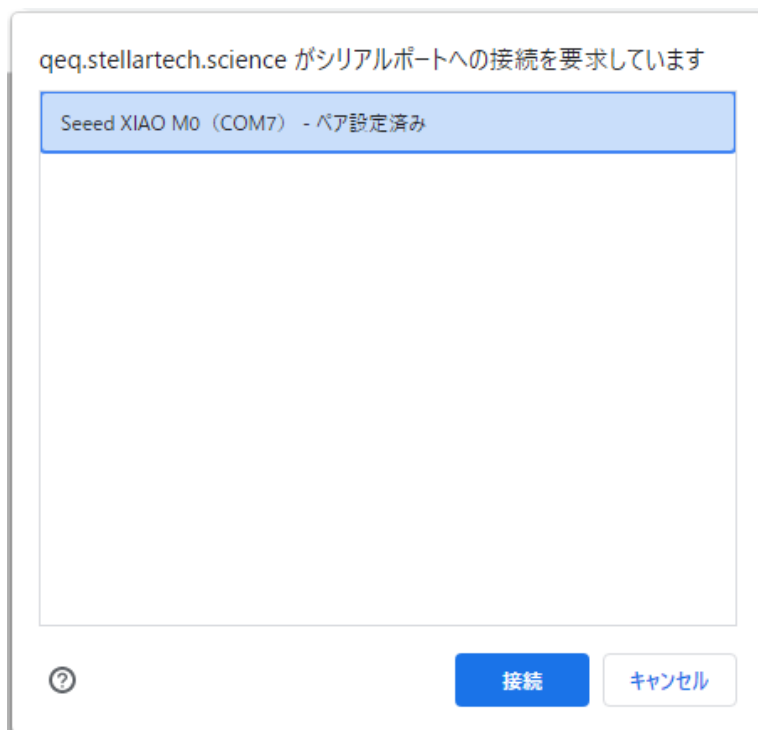 qeq.stellartech.science がシリアルポートへの接続を要求しています
Seeed XIAO M0（COM7） - ペア設定済み
接続
キャンセル